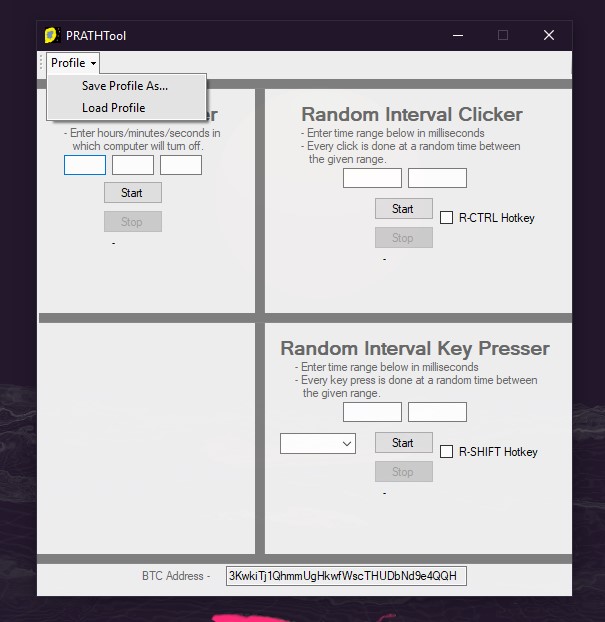 PRATHTool
Profile
Save Profile As...
Load Profile
er
- Enter hours/minutes/seconds in
which computer will turn off.
Start
Stop
-
Random Interval Clicker
- Enter time range below in milliseconds
- Every click is done at a random time between
the given range.
Start
R-CTRL Hotkey
Stop
-
Random Interval Key Presser
- Enter time range below in milliseconds
- Every key press is done at a random time between
the given range.
Start
R-SHIFT Hotkey
Stop
-
BTC Address - 3KwkiTj1QhmmUgHkwfWscTHUDbNd9e4QQH